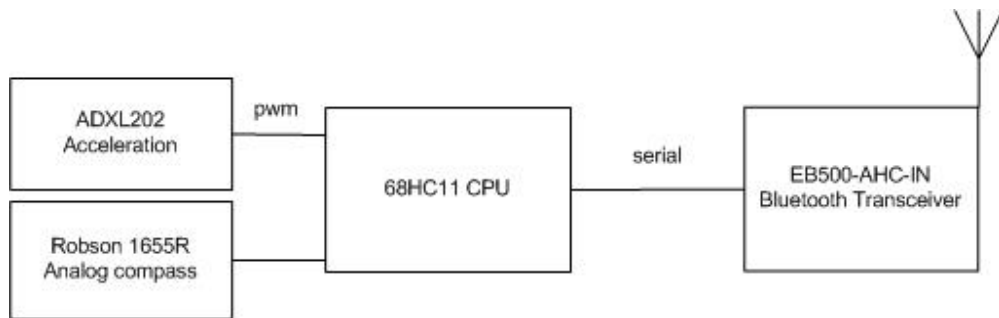 ADXL202
Acceleration
pwm
Robson 1655R
Analog compass
68HC11 CPU
serial
EB500-AHC-IN
Bluetooth Transceiver